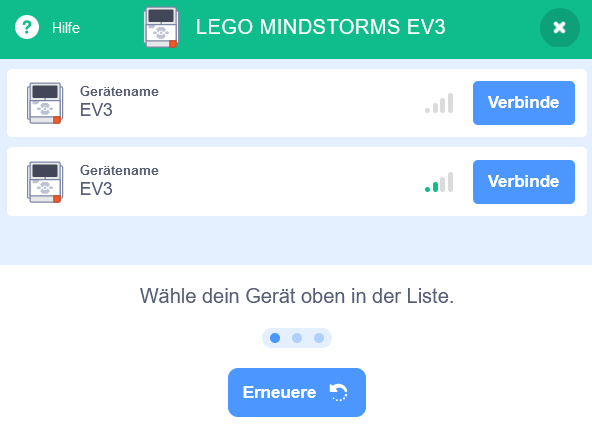 ? Hilfe
LEGO MINDSTORMS EV3
Gerätename
EV3
Verbinde
Gerätename
EV3
Verbinde
Wähle dein Gerät oben in der Liste.
Erneuere